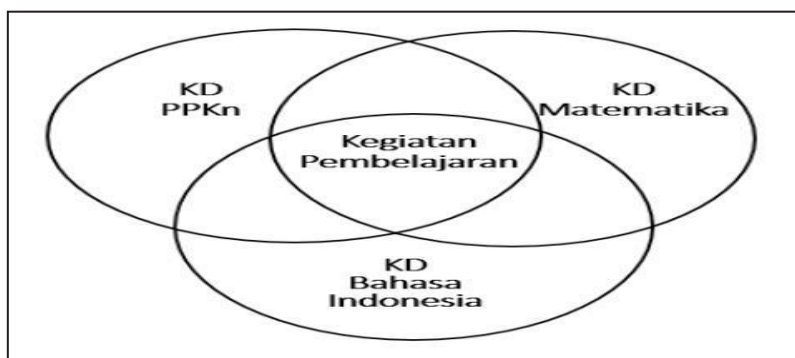 KD
PPKn
KD
Matematika
Kegiatan
Pembelajaran
KD
Bahasa
Indonesia